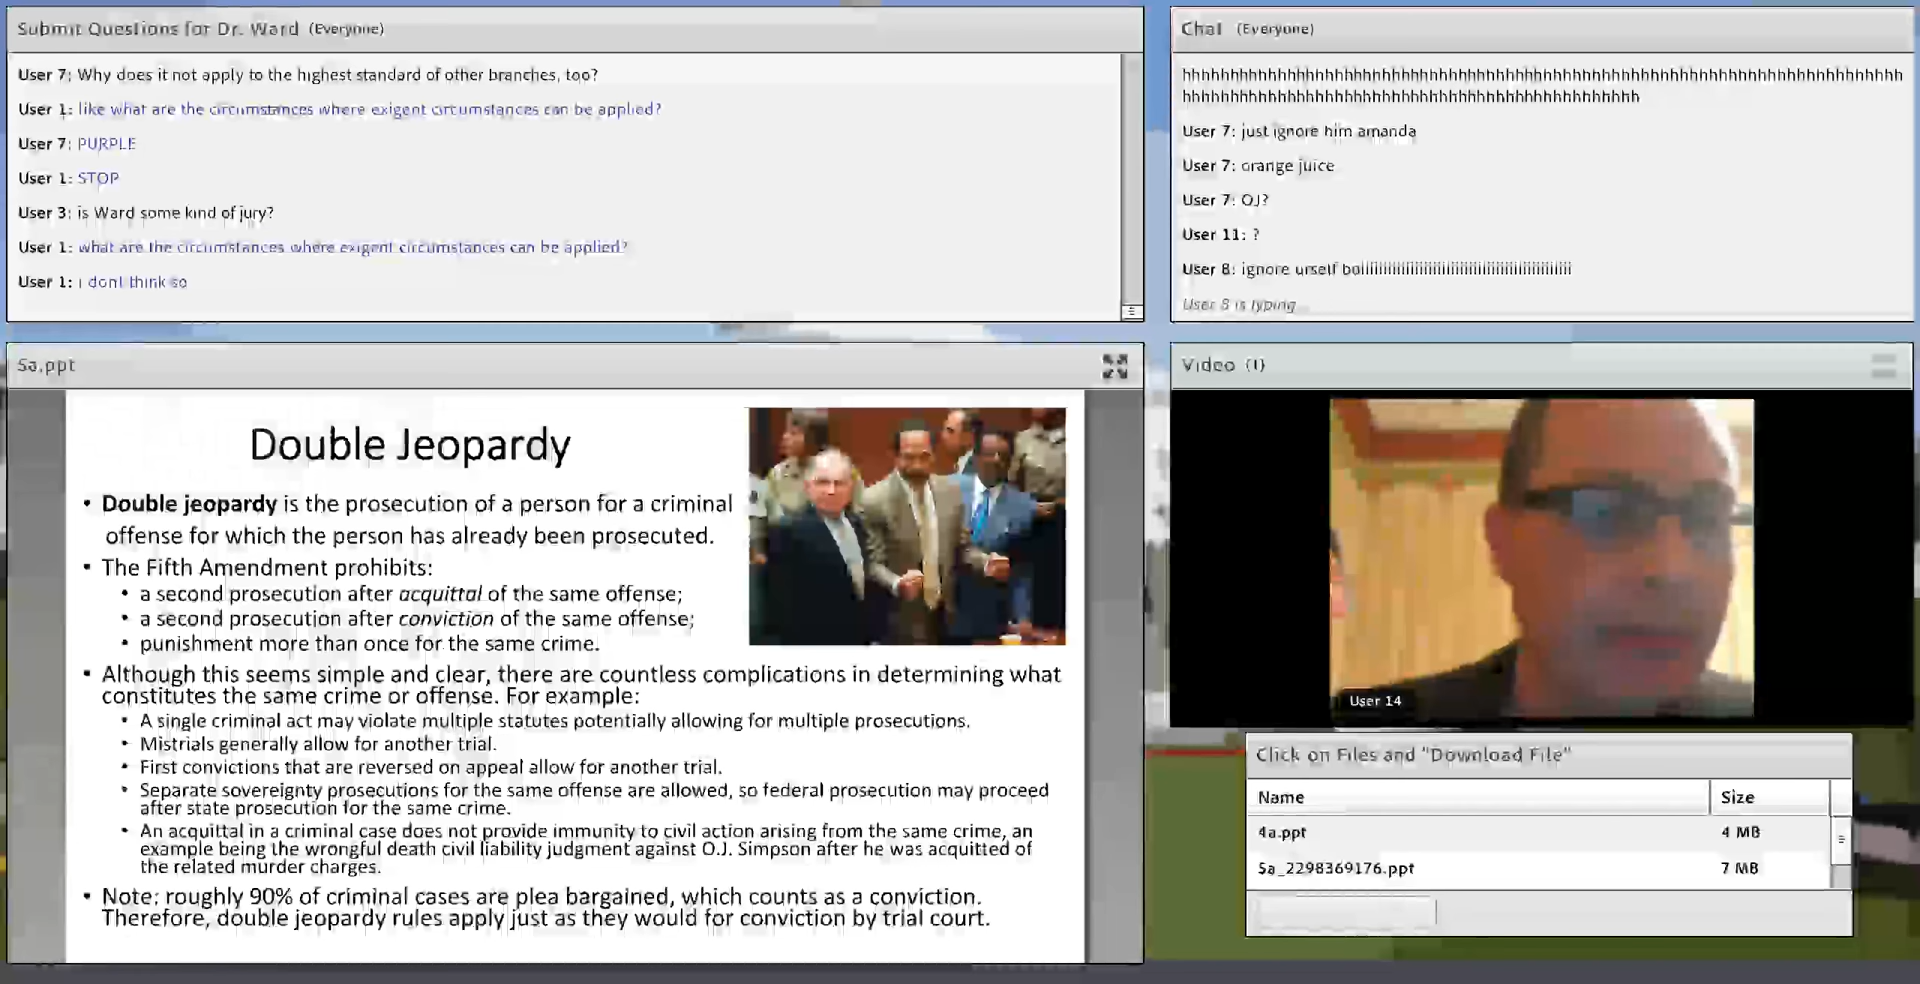 Submit Questions for Dr. Ward (Everyone)
User 7: Why does it not apply to the highest standard of other branches, too?
User 1: like what are the circumstances where exigent circumstances can be applied?
User 7: PURPLE
User 1: STOP
User 3: is Ward some kind of jury?
User 1: what are the circumstances where exigent circumstances can be applied?
User 1: i dont think so
Chat (Everyone)
User 7: just ignore him amanda
User 7: orange juice
User 7: OJ?
User 11: ?
User 8: ignore urself
User 8 is typing
5a.ppt
Double Jeopardy
• Double jeopardy is the prosecution of a person for a criminal
offense for which the person has already been prosecuted.
• The Fifth Amendment prohibits:
• a second prosecution after acquittal of the same offense;
• a second prosecution after conviction of the same offense;
• punishment more than once for the same crime.
• Although this seems simple and clear, there are countless complications in determining what
constitutes the same crime or offense. For example:
• A single criminal act may violate multiple statutes potentially allowing for multiple prosecutions.
• Mistrials generally allow for another trial.
• First convictions that are reversed on appeal allow for another trial.
• Separate sovereignty prosecutions for the same offense are allowed, so federal prosecution may proceed
after state prosecution for the same crime.
• An acquittal in a criminal case does not provide immunity to civil action arising from the same crime, an
example being the wrongful death civil liability judgment against O.J. Simpson after he was acquitted of
the related murder charges.
• Note: roughly 90% of criminal cases are plea bargained, which counts as a conviction.
Therefore, double jeopardy rules apply just as they would for conviction by trial court.
Video (1)
User 14
Click on Files and "Download File"
Name Size
4a.ppt 4 MB
5a_2298369176.ppt 7 MB